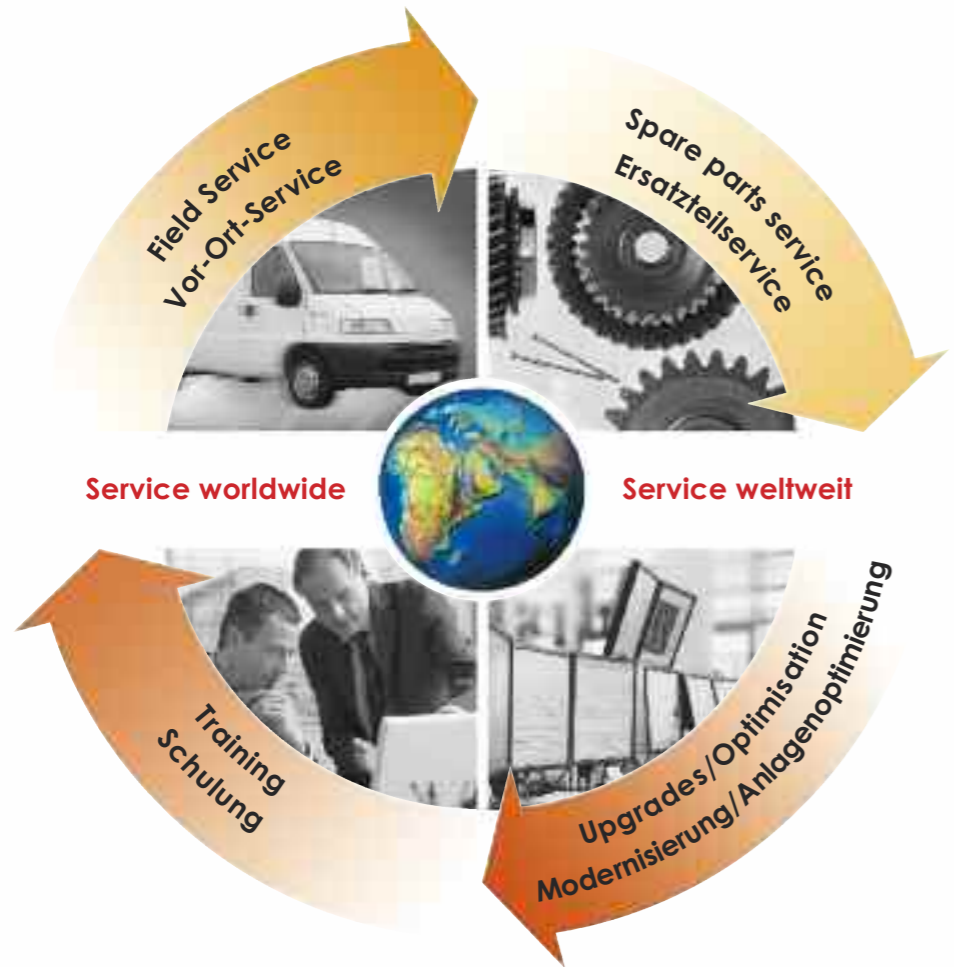 Field Service
Vor-Ort-Service
Spare parts service
Ersatzteilservice
Service worldwide
Service weltweit
Training
Schulung
Upgrades/Optimisation
Modernisierung/Anlagenoptimierung